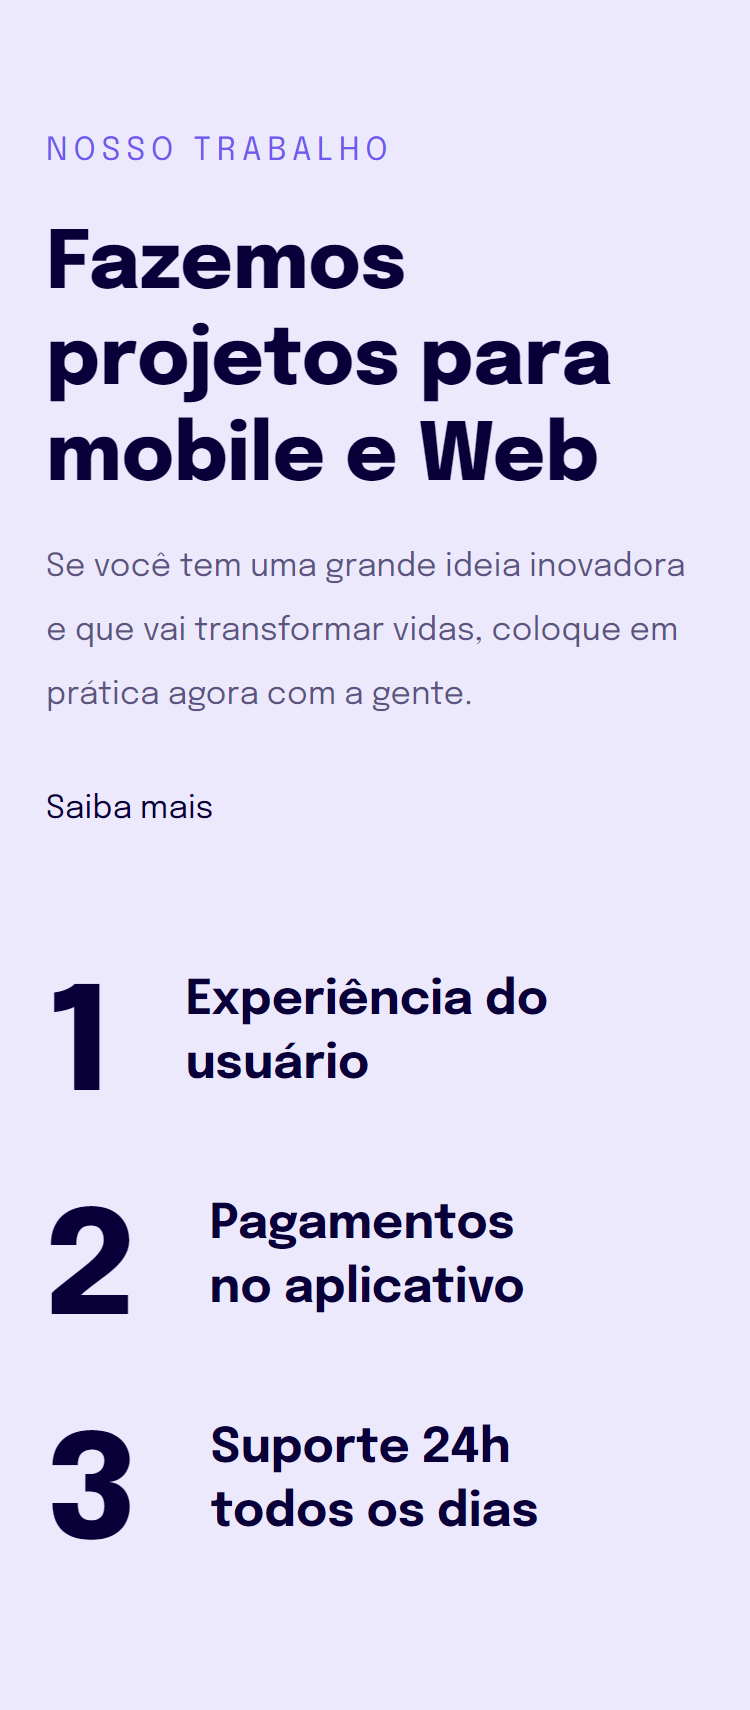 NOSSO TRABALHO
Fazemos
projetos para
mobile e Web
Se você tem uma grande ideia inovadora
e que vai transformar vidas, coloque em
prática agora com a gente.
Saiba mais
1
Experiência do
usuário
2
Pagamentos
no aplicativo
3
Suporte 24h
todos os dias